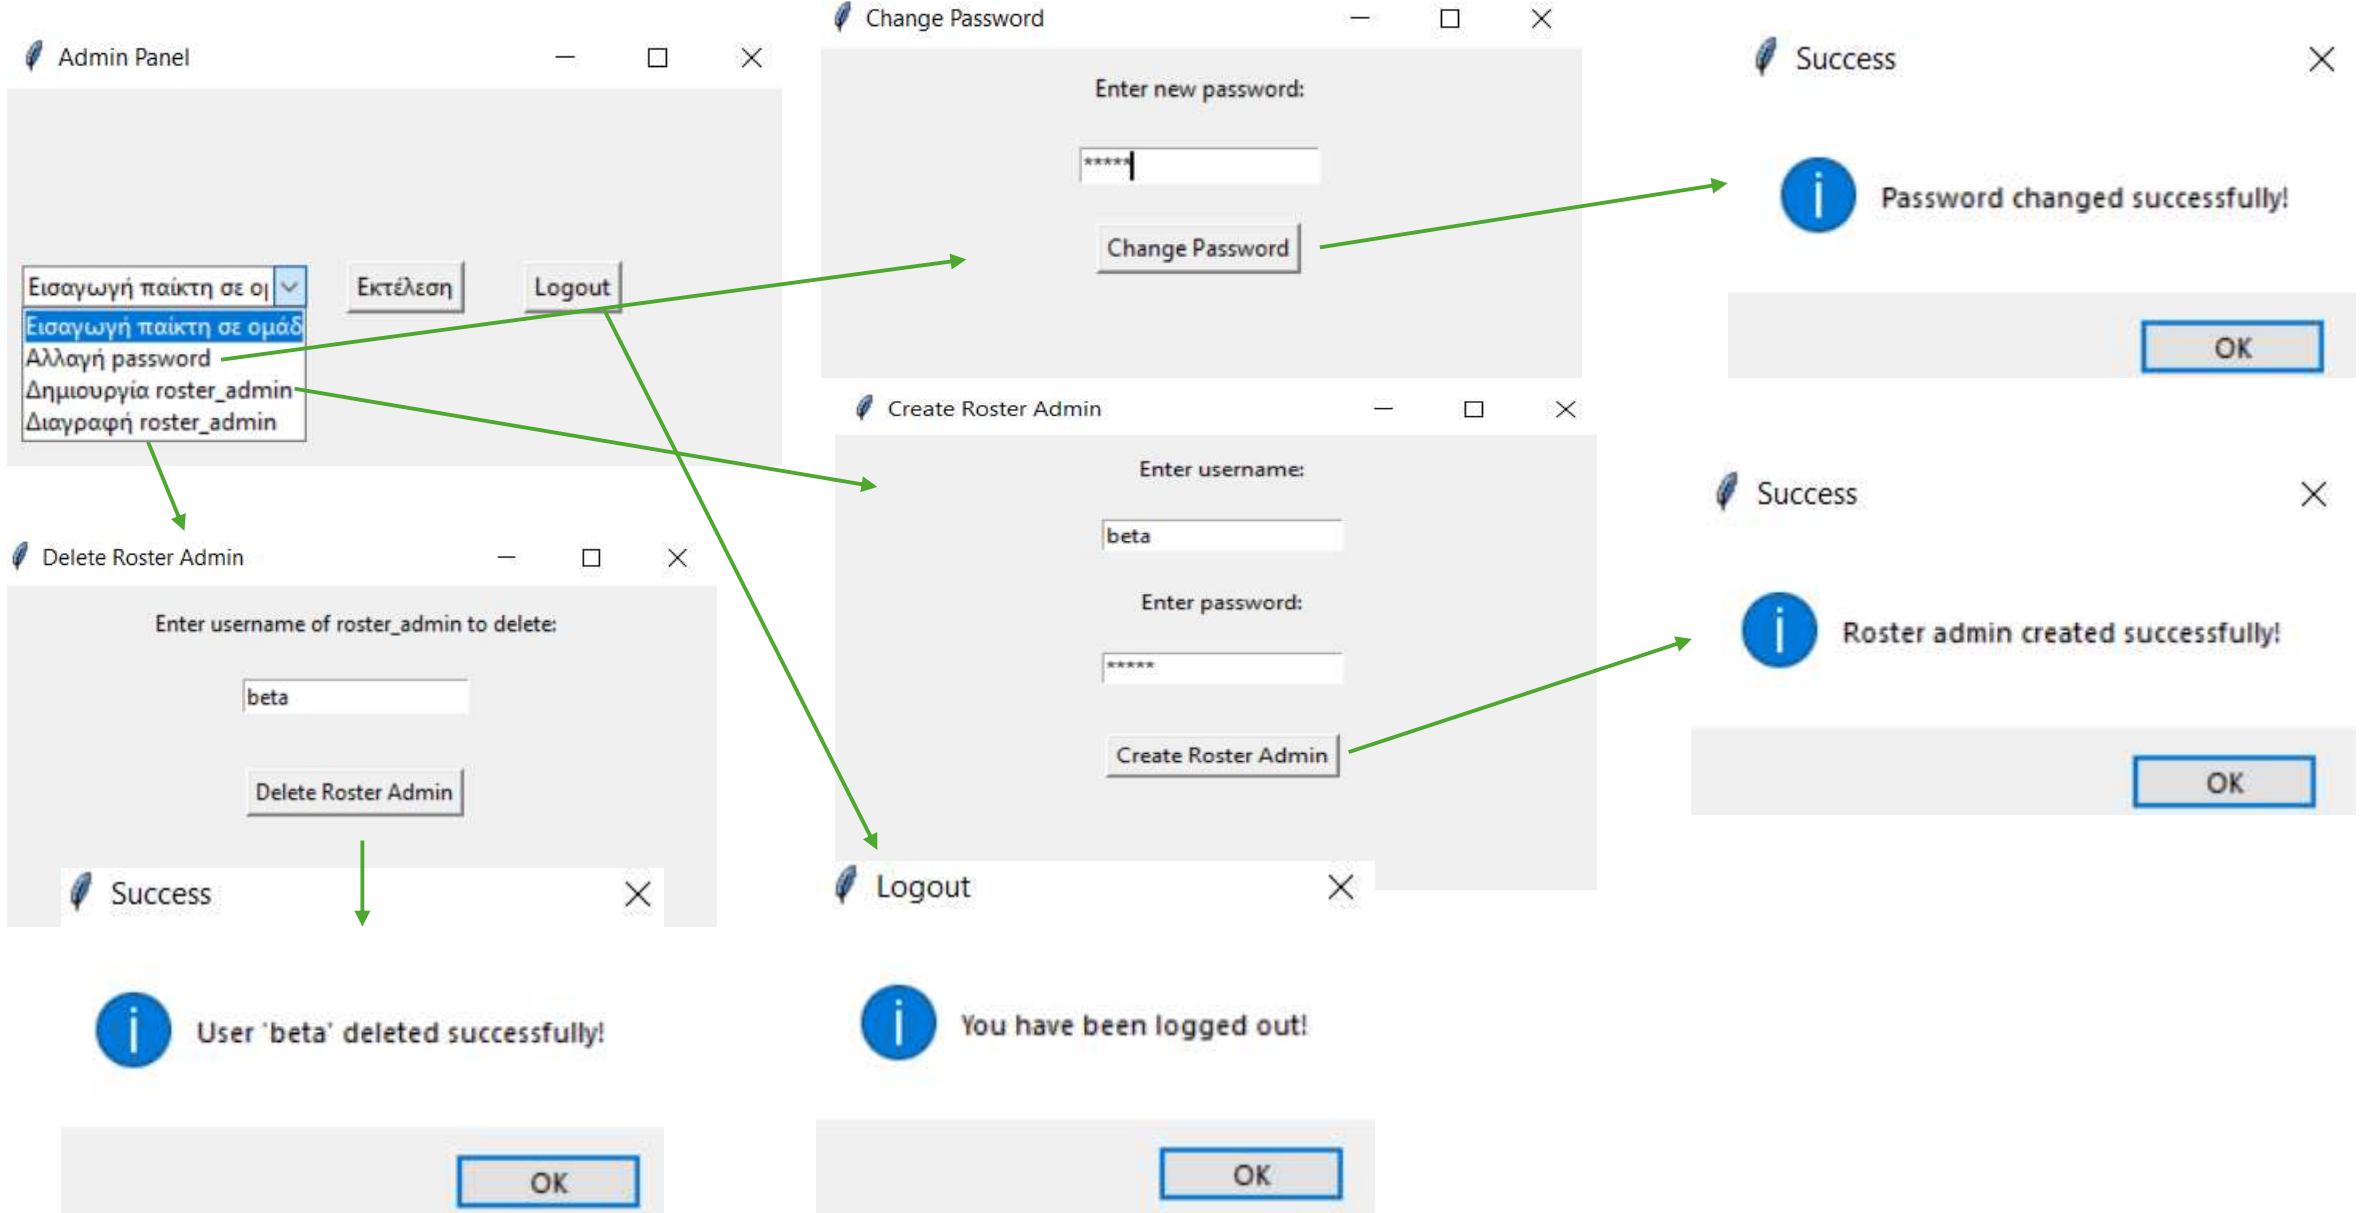 Admin Panel
Εισαγωγή παίκτη σε ομ
Εκτέλεση
Logout
Εισαγωγή παίκτη σε ομάδ
Αλλαγή password
Δημιουργία roster_admin
Διαγραφή roster_admin
Change Password
Enter new password:
*****
Change Password
Success
Password changed successfully!
OK
Create Roster Admin
Enter username:
beta
Enter password:
*****
Create Roster Admin
Success
Roster admin created successfully!
OK
Delete Roster Admin
Enter username of roster_admin to delete:
beta
Delete Roster Admin
Success
User 'beta' deleted successfully!
OK
Logout
You have been logged out!
OK